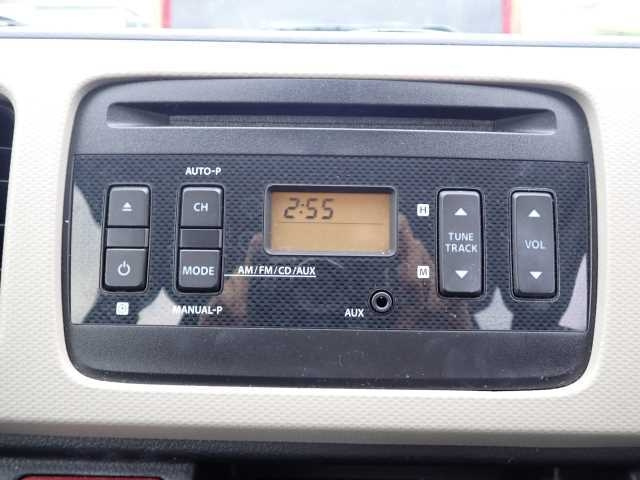 AUTO-P
CH
2:55
H
TUNE
TRACK
VOL
MODE
AM/FM/CD/AUX
M
MANUAL-P
AUX